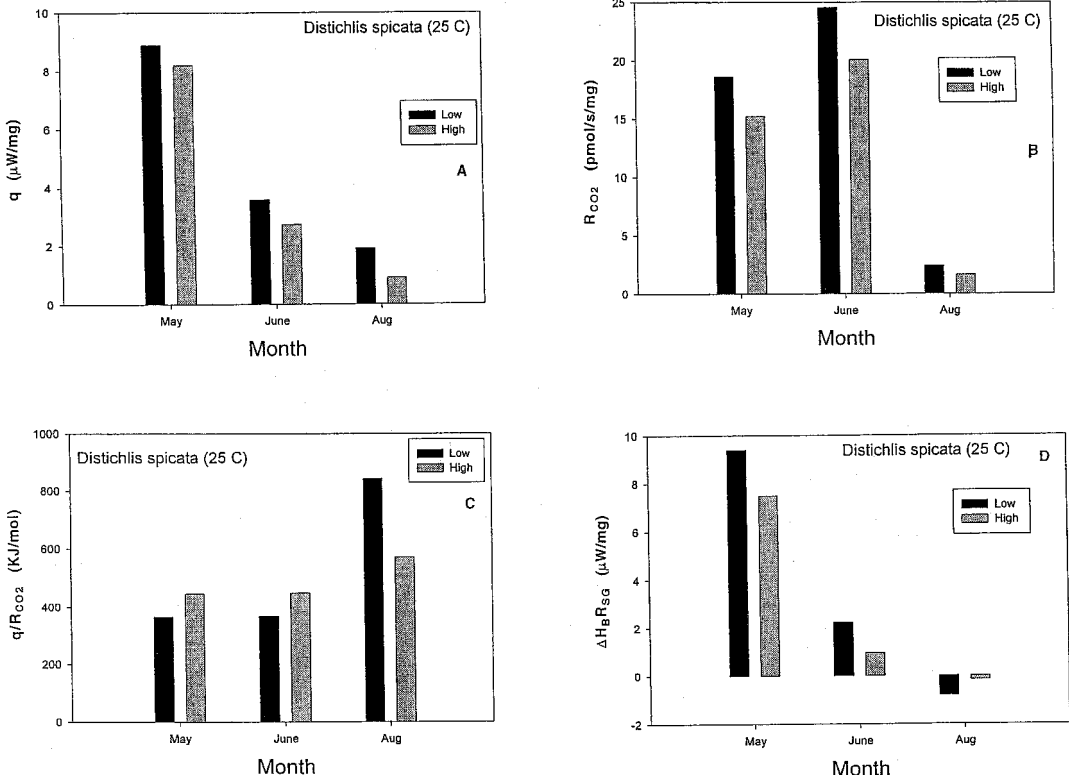 Distichlis spicata (25 C)
10
8
6
4
2
0
q (μW/mg)
Low
High
A
May June Aug
Month
Distichlis spicata (25 C)
25
20
15
10
5
0
RCO2 (pmol/s/mg)
Low
High
B
May June Aug
Month
Distichlis spicata (25 C)
1000
800
600
400
200
0
q/RCO2 (KJ/mol)
Low
High
C
May June Aug
Month
Distichlis spicata (25 C)
D
10
8
6
4
2
0
-2
ΔHBRSG (μW/mg)
Low
High
May June Aug
Month